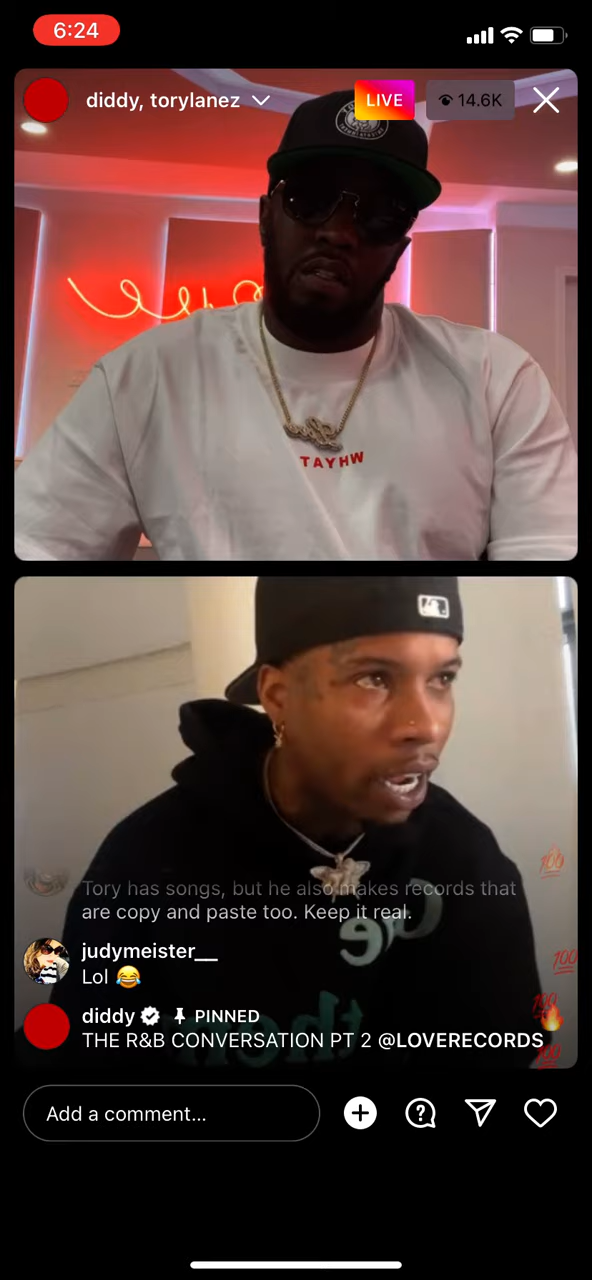 6:24
diddy, torylanez
LIVE
14.6K
TAYHW
Tory has songs, but he also makes records that
are copy and paste too. Keep it real.
judymeister__
Lol 😂
diddy PINNED
THE R&B CONVERSATION PT 2 @LOVERECORDS
Add a comment...